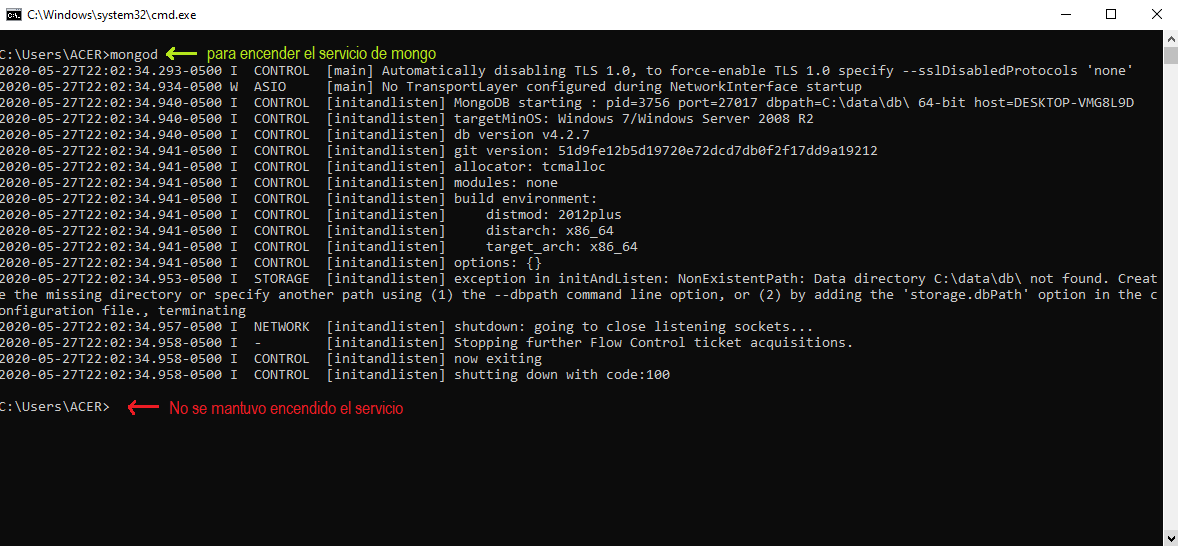 C:\Windows\system32\cmd.exe
C:\Users\ACER>mongod para encender el servicio de mongo
2020-05-27T22:02:34.293-0500 I  CONTROL  [main] Automatically disabling TLS 1.0, to force-enable TLS 1.0 specify --sslDisabledProtocols 'none'
2020-05-27T22:02:34.934-0500 W  ASIO     [main] No TransportLayer configured during NetworkInterface startup
2020-05-27T22:02:34.940-0500 I  CONTROL  [initandlisten] MongoDB starting : pid=3756 port=27017 dbpath=C:\data\db\ 64-bit host=DESKTOP-VMG8L9D
2020-05-27T22:02:34.940-0500 I  CONTROL  [initandlisten] targetMinOS: Windows 7/Windows Server 2008 R2
2020-05-27T22:02:34.940-0500 I  CONTROL  [initandlisten] db version v4.2.7
2020-05-27T22:02:34.940-0500 I  CONTROL  [initandlisten] git version: 51d9fe12b5d19720e72dcd7db0f2f17dd9a19212
2020-05-27T22:02:34.941-0500 I  CONTROL  [initandlisten] allocator: tcmalloc
2020-05-27T22:02:34.941-0500 I  CONTROL  [initandlisten] modules: none
2020-05-27T22:02:34.941-0500 I  CONTROL  [initandlisten] build environment:
2020-05-27T22:02:34.941-0500 I  CONTROL  [initandlisten]     distmod: 2012plus
2020-05-27T22:02:34.941-0500 I  CONTROL  [initandlisten]     distarch: x86_64
2020-05-27T22:02:34.941-0500 I  CONTROL  [initandlisten]     target_arch: x86_64
2020-05-27T22:02:34.941-0500 I  CONTROL  [initandlisten] options: {}
2020-05-27T22:02:34.953-0500 I  STORAGE  [initandlisten] exception in initAndListen: NonExistentPath: Data directory C:\data\db\ not found. Creat
e the missing directory or specify another path using (1) the --dbpath command line option, or (2) by adding the 'storage.dbPath' option in the c
onfiguration file., terminating
2020-05-27T22:02:34.957-0500 I  NETWORK  [initandlisten] shutdown: going to close listening sockets...
2020-05-27T22:02:34.958-0500 I  -        [initandlisten] Stopping further Flow Control ticket acquisitions.
2020-05-27T22:02:34.958-0500 I  CONTROL  [initandlisten] now exiting
2020-05-27T22:02:34.958-0500 I  CONTROL  [initandlisten] shutting down with code:100
C:\Users\ACER> No se mantuvo encendido el servicio